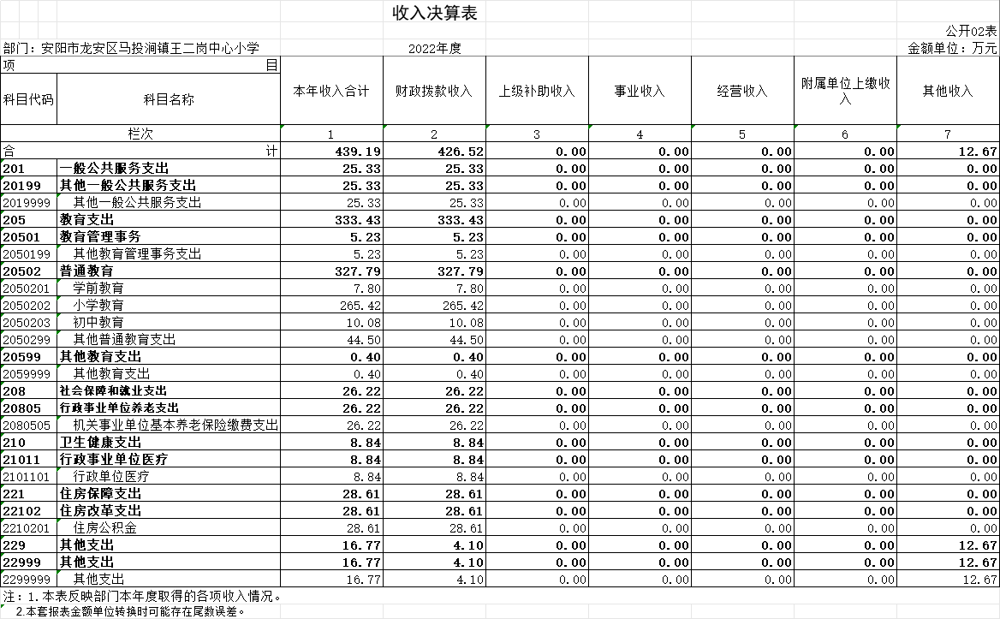 收入决算表
公开02表
部门：安阳市龙安区马投涧镇王二岗中心小学 2022年度 金额单位：万元
项 目 本年收入合计 财政拨款收入 上级补助收入 事业收入 经营收入 附属单位上缴收入 其他收入
科目代码 科目名称
栏次 1 2 3 4 5 6 7
合 计 439.19 426.52 0.00 0.00 0.00 0.00 12.67
201 一般公共服务支出 25.33 25.33 0.00 0.00 0.00 0.00 0.00
20199 其他一般公共服务支出 25.33 25.33 0.00 0.00 0.00 0.00 0.00
2019999 其他一般公共服务支出 25.33 25.33 0.00 0.00 0.00 0.00 0.00
205 教育支出 333.43 333.43 0.00 0.00 0.00 0.00 0.00
20501 教育管理事务 5.23 5.23 0.00 0.00 0.00 0.00 0.00
2050199 其他教育管理事务支出 5.23 5.23 0.00 0.00 0.00 0.00 0.00
20502 普通教育 327.79 327.79 0.00 0.00 0.00 0.00 0.00
2050201 学前教育 7.80 7.80 0.00 0.00 0.00 0.00 0.00
2050202 小学教育 265.42 265.42 0.00 0.00 0.00 0.00 0.00
2050203 初中教育 10.08 10.08 0.00 0.00 0.00 0.00 0.00
2050299 其他普通教育支出 44.50 44.50 0.00 0.00 0.00 0.00 0.00
20599 其他教育支出 0.40 0.40 0.00 0.00 0.00 0.00 0.00
2059999 其他教育支出 0.40 0.40 0.00 0.00 0.00 0.00 0.00
208 社会保障和就业支出 26.22 26.22 0.00 0.00 0.00 0.00 0.00
20805 行政事业单位养老支出 26.22 26.22 0.00 0.00 0.00 0.00 0.00
2080505 机关事业单位基本养老保险缴费支出 26.22 26.22 0.00 0.00 0.00 0.00 0.00
210 卫生健康支出 8.84 8.84 0.00 0.00 0.00 0.00 0.00
21011 行政事业单位医疗 8.84 8.84 0.00 0.00 0.00 0.00 0.00
2101101 行政单位医疗 8.84 8.84 0.00 0.00 0.00 0.00 0.00
221 住房保障支出 28.61 28.61 0.00 0.00 0.00 0.00 0.00
22102 住房改革支出 28.61 28.61 0.00 0.00 0.00 0.00 0.00
2210201 住房公积金 28.61 28.61 0.00 0.00 0.00 0.00 0.00
229 其他支出 16.77 4.10 0.00 0.00 0.00 0.00 12.67
22999 其他支出 16.77 4.10 0.00 0.00 0.00 0.00 12.67
2299999 其他支出 16.77 4.10 0.00 0.00 0.00 0.00 12.67
注：1.本表反映部门本年度取得的各项收入情况。
2.本套报表金额单位转换时可能存在尾数误差。